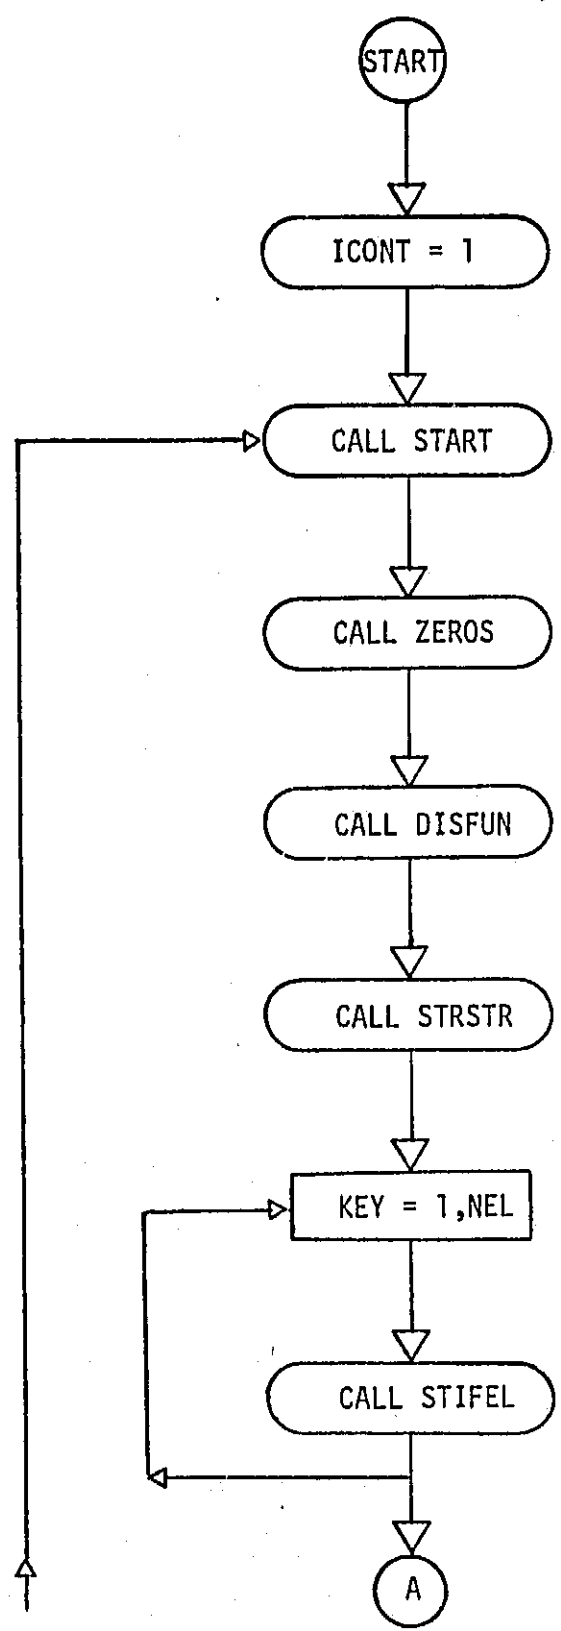 START
ICONT = 1
CALL START
CALL ZEROS
CALL DISFUN
CALL STRSTR
KEY = 1,NEL
CALL STIFEL
A